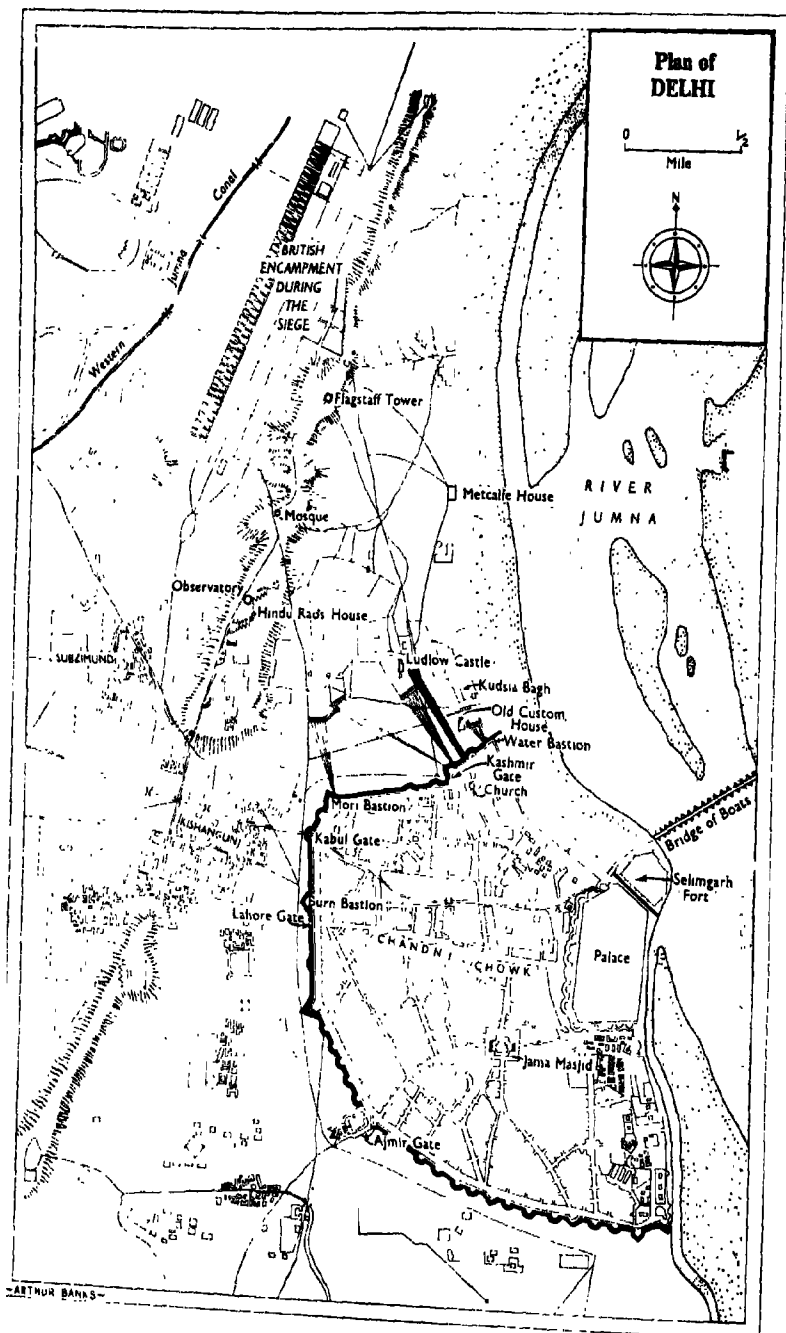 Plan of
DELHI
0 ½
Mile
N
Western Jumna Canal
BRITISH
ENCAMPMENT
DURING
THE
SIEGE
Flagstaff Tower
Metcalfe House
RIVER
JUMNA
Mosque
Observatory
Hindu Rao's House
SUBZIMUNDI
Ludlow Castle
Kudsia Bagh
Old Custom
House
Water Bastion
Kashmir
Gate
Church
Mori Bastion
Bridge of Boats
KISHANGUNJ
Kabul Gate
Selimgarh
Fort
Burn Bastion
Lahore Gate
CHANDNI CHOWK
Palace
Jama Masjid
Ajmir Gate
-ARTHUR BANKS-